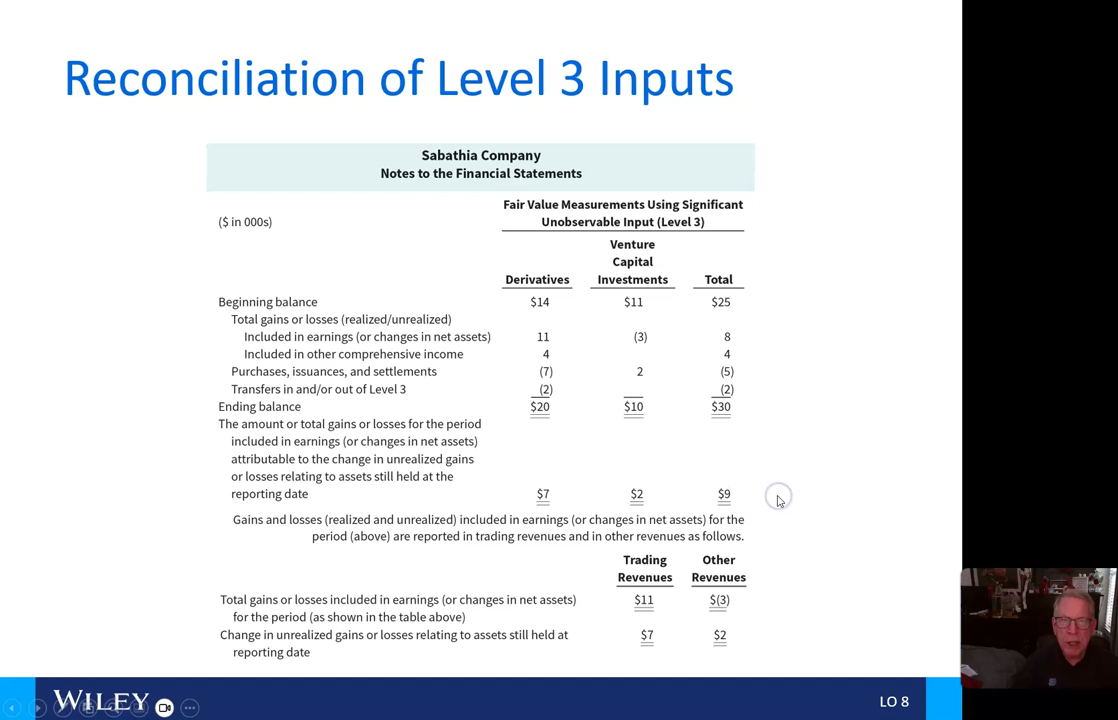 Reconciliation of Level 3 Inputs
Sabathia Company
Notes to the Financial Statements
Fair Value Measurements Using Significant
($ in 000s) Unobservable Input (Level 3)
Venture
Capital
Derivatives Investments Total
Beginning balance $14 $11 $25
Total gains or losses (realized/unrealized)
Included in earnings (or changes in net assets) 11 (3) 8
Included in other comprehensive income 4 4
Purchases, issuances, and settlements (7) 2 (5)
Transfers in and/or out of Level 3 (2) (2)
Ending balance $20 $10 $30
The amount or total gains or losses for the period
included in earnings (or changes in net assets)
attributable to the change in unrealized gains
or losses relating to assets still held at the
reporting date $7 $2 $9
Gains and losses (realized and unrealized) included in earnings (or changes in net assets) for the
period (above) are reported in trading revenues and in other revenues as follows.
Trading Other
Revenues Revenues
Total gains or losses included in earnings (or changes in net assets) $11 $(3)
for the period (as shown in the table above)
Change in unrealized gains or losses relating to assets still held at $7 $2
reporting date
WILEY LO 8